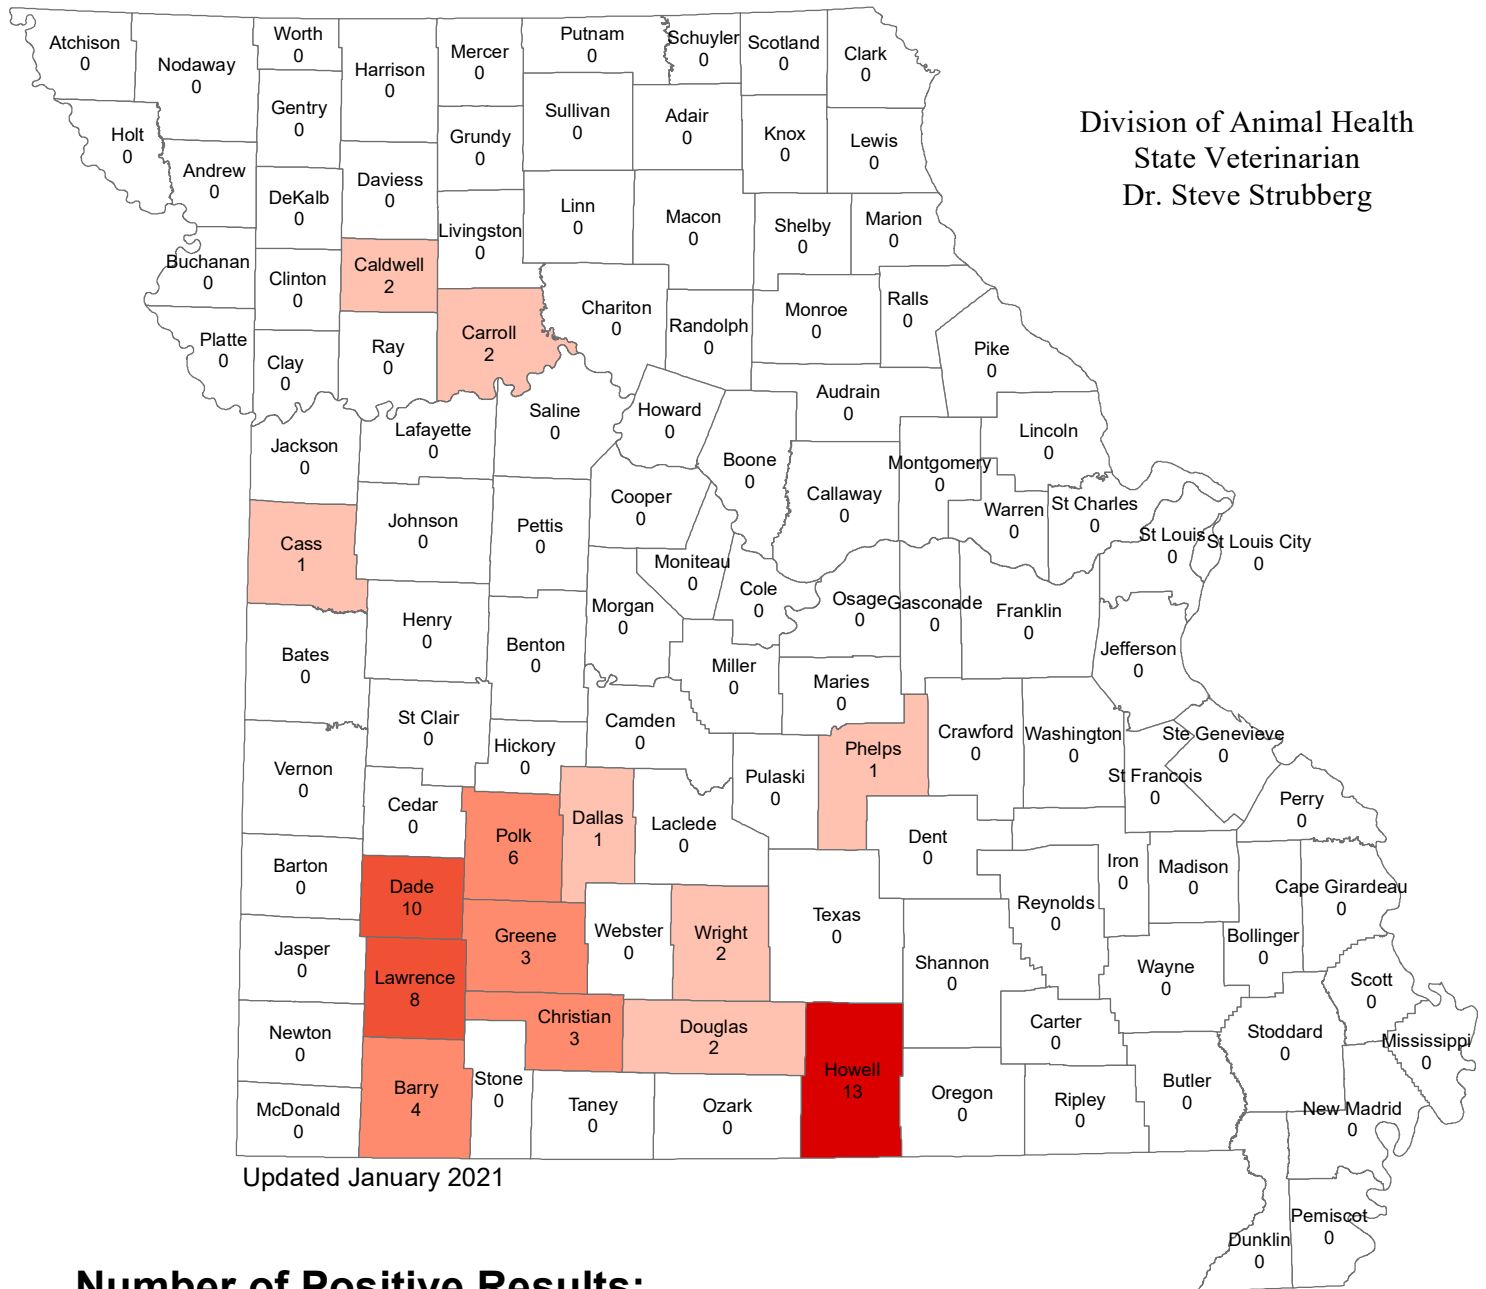 Atchison
0
Nodaway
0
Worth
0
Harrison
0
Mercer
0
Putnam
0
Schuyler
0
Scotland
0
Clark
0
Holt
0
Gentry
0
Grundy
0
Sullivan
0
Adair
0
Knox
0
Lewis
0
Division of Animal Health
State Veterinarian
Dr. Steve Strubberg
Andrew
0
DeKalb
0
Daviess
0
Livingston
0
Linn
0
Macon
0
Shelby
0
Marion
0
Buchanan
0
Clinton
0
Caldwell
2
Carroll
2
Chariton
0
Randolph
0
Monroe
0
Ralls
0
Pike
0
Platte
0
Clay
0
Ray
0
Audrain
0
Jackson
0
Lafayette
0
Saline
0
Howard
0
Boone
0
Callaway
0
Montgomery
0
Lincoln
0
Warren
0
St Charles
0
St Louis
0
St Louis City
0
Cass
1
Johnson
0
Pettis
0
Cooper
0
Moniteau
0
Cole
0
Osage
0
Gasconade
0
Franklin
0
Jefferson
0
Bates
0
Henry
0
Benton
0
Morgan
0
Miller
0
Maries
0
Vernon
0
St Clair
0
Hickory
0
Camden
0
Pulaski
0
Phelps
1
Crawford
0
Washington
0
Ste Genevieve
0
St Francois
0
Perry
0
Cedar
0
Polk
6
Dallas
1
Laclede
0
Dent
0
Iron
0
Madison
0
Cape Girardeau
0
Barton
0
Dade
10
Greene
3
Webster
0
Wright
2
Texas
0
Reynolds
0
Bollinger
0
Jasper
0
Lawrence
8
Christian
3
Douglas
2
Shannon
0
Wayne
0
Scott
0
Newton
0
Howell
13
Carter
0
Stoddard
0
Mississippi
0
McDonald
0
Barry
4
Stone
0
Taney
0
Ozark
0
Oregon
0
Ripley
0
Butler
0
New Madrid
0
Updated January 2021
Dunklin
0
Pemiscot
0
Number of Positive Results: